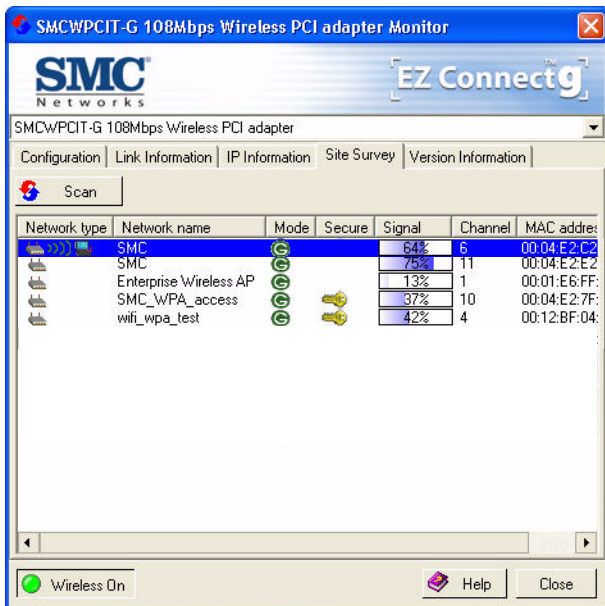 SMCWPCIT-G 108Mbps Wireless PCI adapter Monitor
SMC®
Networks
EZ Connect™ g
SMCWPCIT-G 108Mbps Wireless PCI adapter
Configuration Link Information IP Information Site Survey Version Information
Scan
Network type Network name Mode Secure Signal Channel MAC addres
SMC G 64% 6 00:04:E2:C2
SMC G 75% 11 00:04:E2:E2
Enterprise Wireless AP G 13% 1 00:01:E6:FF:
SMC_WPA_access G 37% 10 00:04:E2:7F:
wifi_wpa_test G 42% 4 00:12:BF:04:
Wireless On Help Close